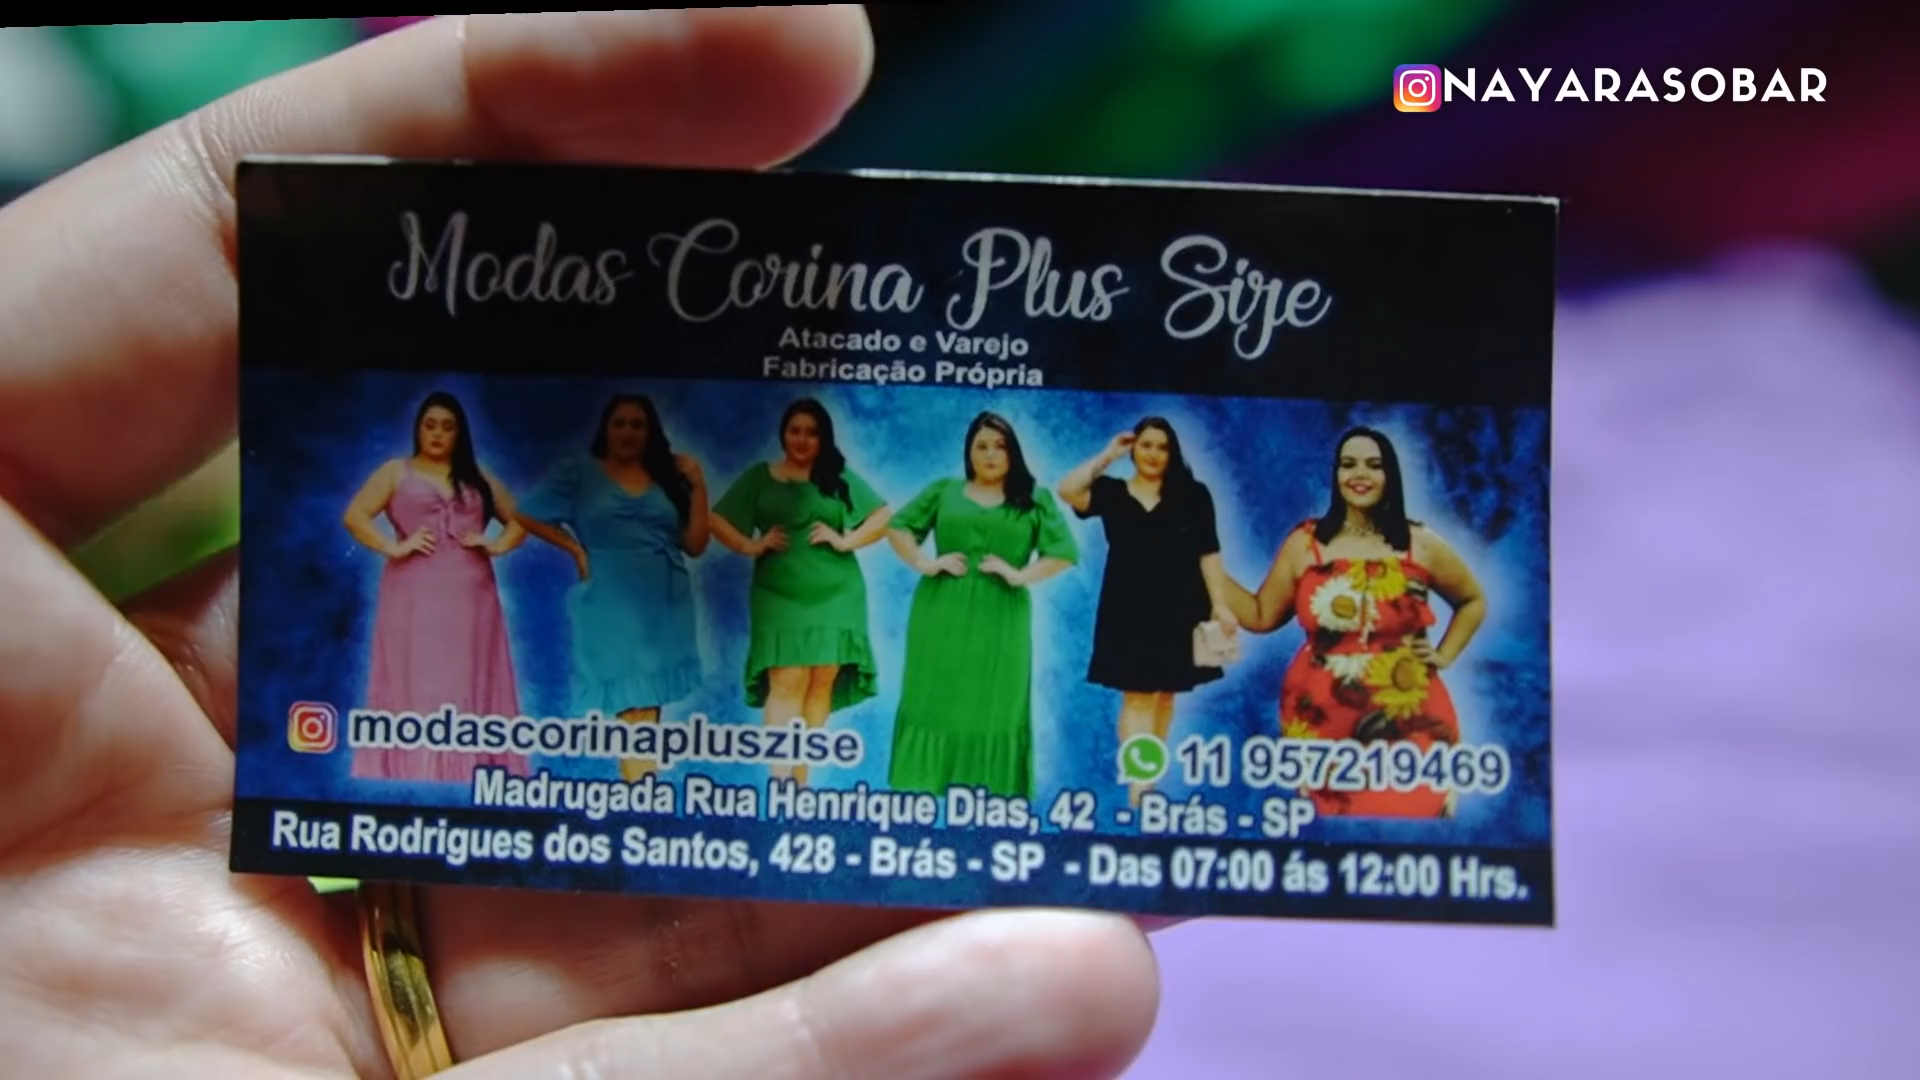 NAYARASOBAR
Modas Corina Plus Size
Atacado e Varejo
Fabricação Própria
modascorinapluszise
11 957219469
Madrugada Rua Henrique Dias, 42 - Brás - SP
Rua Rodrigues dos Santos, 428 - Brás - SP - Das 07:00 ás 12:00 Hrs.